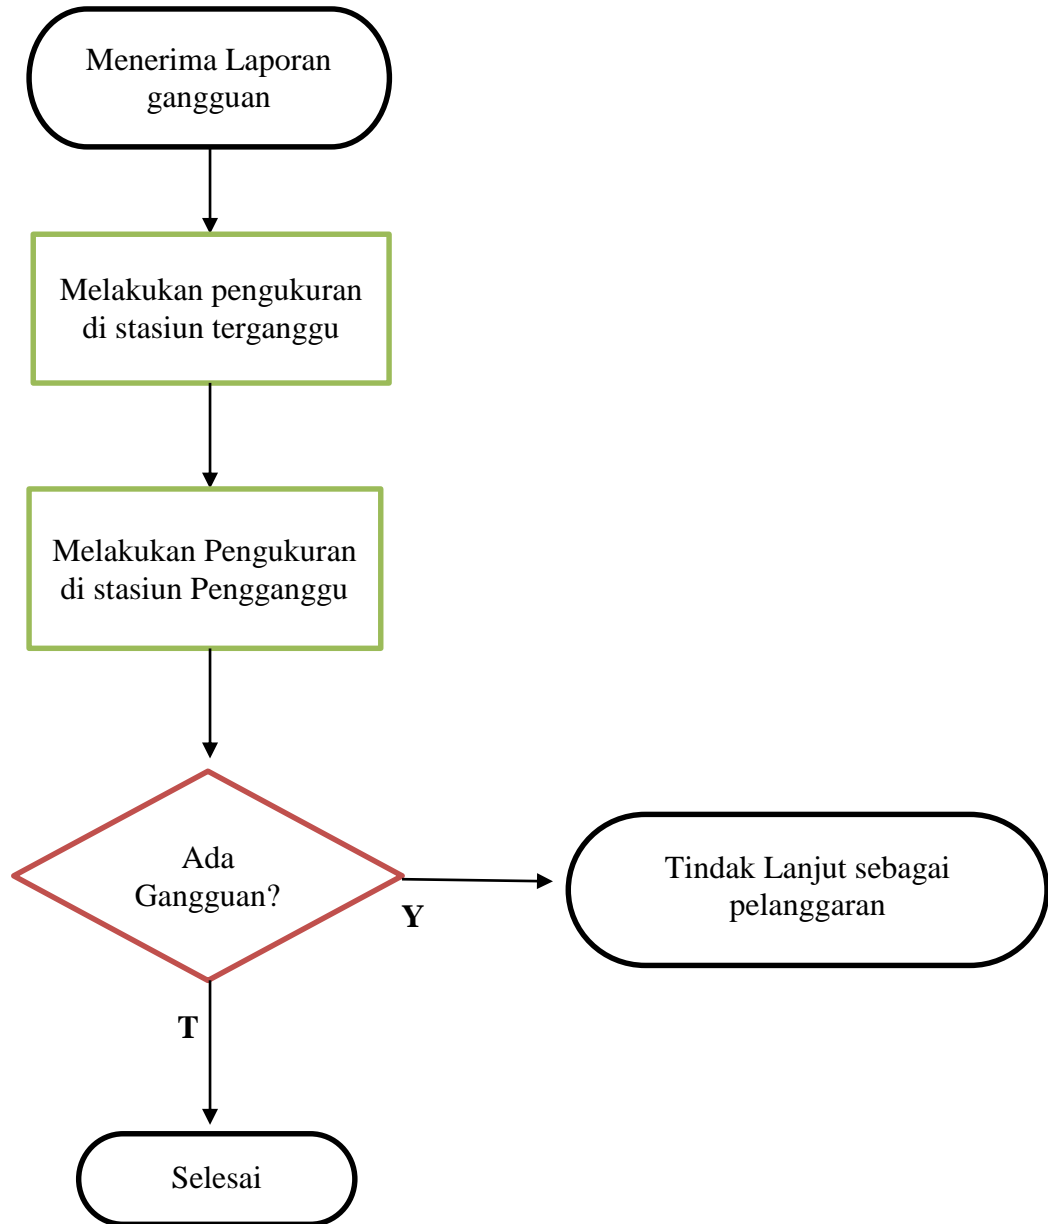 Menerima Laporan
gangguan
Melakukan pengukuran
di stasiun terganggu
Melakukan Pengukuran
di stasiun Pengganggu
Ada
Gangguan?
Y
Tindak Lanjut sebagai
pelanggaran
T
Selesai